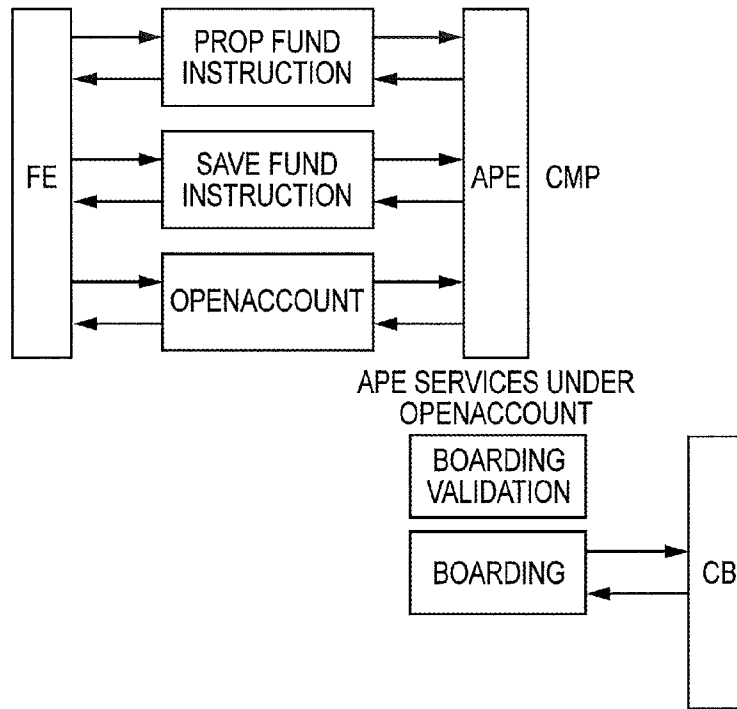 PROP FUND
INSTRUCTION
SAVE FUND
INSTRUCTION
FE
APE
CMP
OPENACCOUNT
APE SERVICES UNDER
OPENACCOUNT
BOARDING
VALIDATION
BOARDING
CB